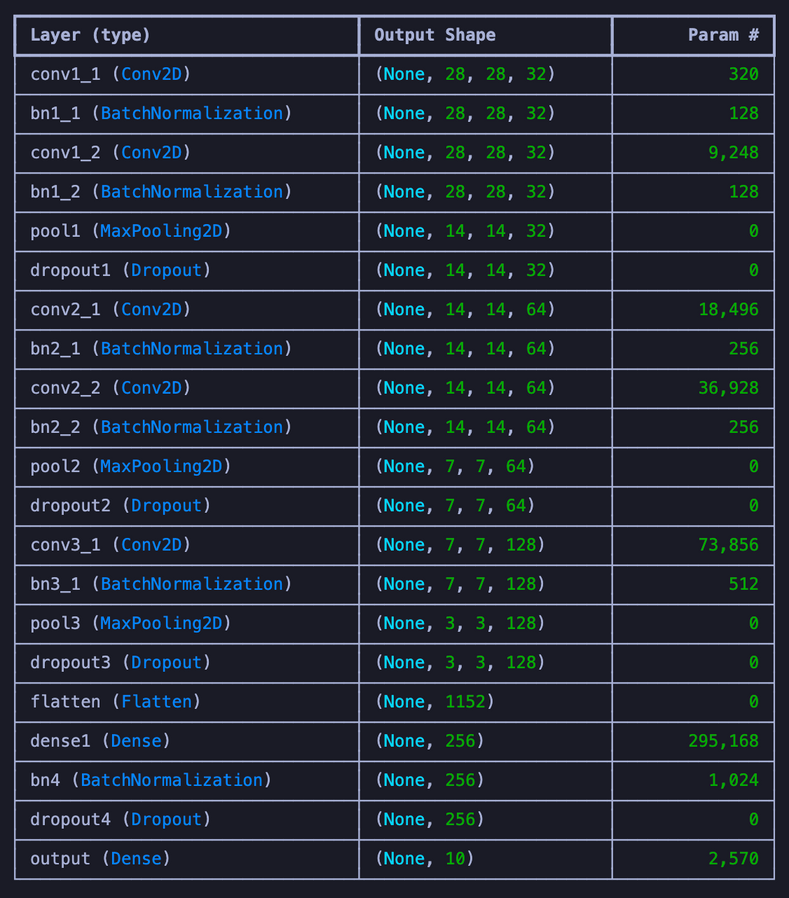 Layer (type) Output Shape Param #
conv1_1 (Conv2D) (None, 28, 28, 32) 320
bn1_1 (BatchNormalization) (None, 28, 28, 32) 128
conv1_2 (Conv2D) (None, 28, 28, 32) 9,248
bn1_2 (BatchNormalization) (None, 28, 28, 32) 128
pool1 (MaxPooling2D) (None, 14, 14, 32) 0
dropout1 (Dropout) (None, 14, 14, 32) 0
conv2_1 (Conv2D) (None, 14, 14, 64) 18,496
bn2_1 (BatchNormalization) (None, 14, 14, 64) 256
conv2_2 (Conv2D) (None, 14, 14, 64) 36,928
bn2_2 (BatchNormalization) (None, 14, 14, 64) 256
pool2 (MaxPooling2D) (None, 7, 7, 64) 0
dropout2 (Dropout) (None, 7, 7, 64) 0
conv3_1 (Conv2D) (None, 7, 7, 128) 73,856
bn3_1 (BatchNormalization) (None, 7, 7, 128) 512
pool3 (MaxPooling2D) (None, 3, 3, 128) 0
dropout3 (Dropout) (None, 3, 3, 128) 0
flatten (Flatten) (None, 1152) 0
dense1 (Dense) (None, 256) 295,168
bn4 (BatchNormalization) (None, 256) 1,024
dropout4 (Dropout) (None, 256) 0
output (Dense) (None, 10) 2,570